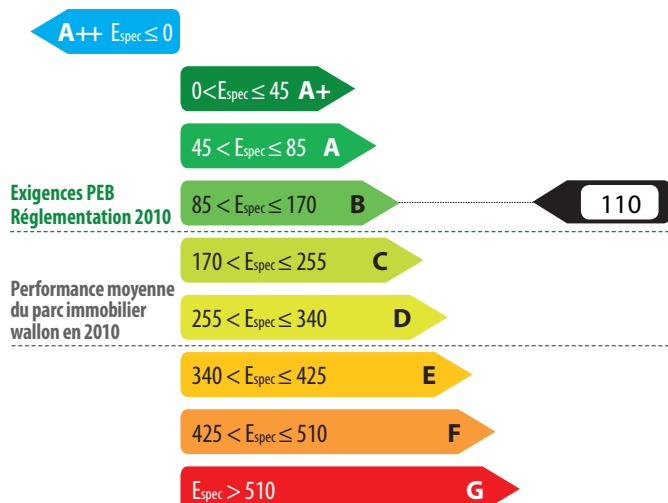 A++ Espec ≤ 0
0<Espec ≤ 45 A+
45 < Espec ≤ 85 A
Exigences PEB
Réglementation 2010
85 < Espec ≤ 170 B
110
170 < Espec ≤ 255 C
Performance moyenne
du parc immobilier
wallon en 2010
255 < Espec ≤ 340 D
340 < Espec ≤ 425 E
425 < Espec ≤ 510 F
Espec > 510 G